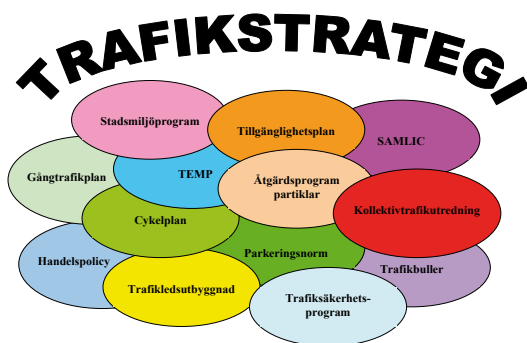 TRAFIKSTRATEGI
Stadsmiljöprogram
Tillgänglighetsplan
SAMLIC
Gångtrafikplan
TEMP
Åtgärdsprogram
partiklar
Kollektivtrafikutredning
Cykelplan
Handelspolicy
Parkeringsnorm
Trafikbuller
Trafikledsutbyggnad
Trafiksäkerhets-
program